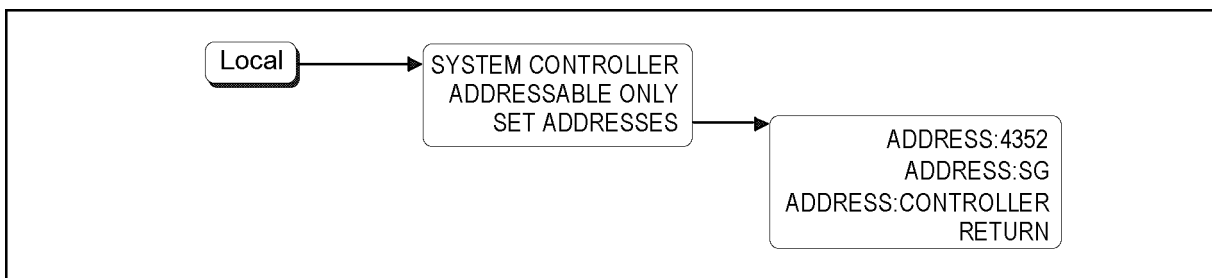 Local
SYSTEM CONTROLLER
ADDRESSABLE ONLY
SET ADDRESSES
ADDRESS:4352
ADDRESS:SG
ADDRESS:CONTROLLER
RETURN